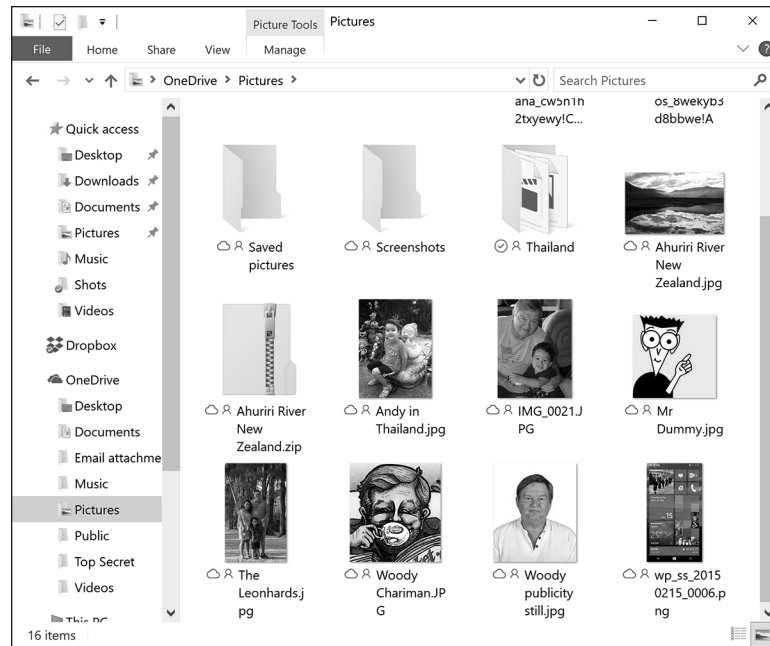 Picture Tools
Pictures
File
Home
Share
View
Manage
OneDrive
Pictures
Search Pictures
Quick access
Desktop
Downloads
Documents
Pictures
Music
Shots
Videos
Dropbox
OneDrive
Desktop
Documents
Email attachme
Music
Pictures
Public
Top Secret
Videos
This PC
ana_cw5n1h
2txyewy!C...
os_8wekyb3
d8bbwe!A
Saved
pictures
Screenshots
Thailand
Ahuriri River
New
Zealand.jpg
Ahuriri River
New
Zealand.zip
Andy in
Thailand.jpg
IMG_0021.J
PG
Mr
Dummy.jpg
The
Leonhards.j
pg
Woody
Chariman.JP
G
Woody
publicity
still.jpg
wp_ss_2015
0215_0006.p
ng
16 items